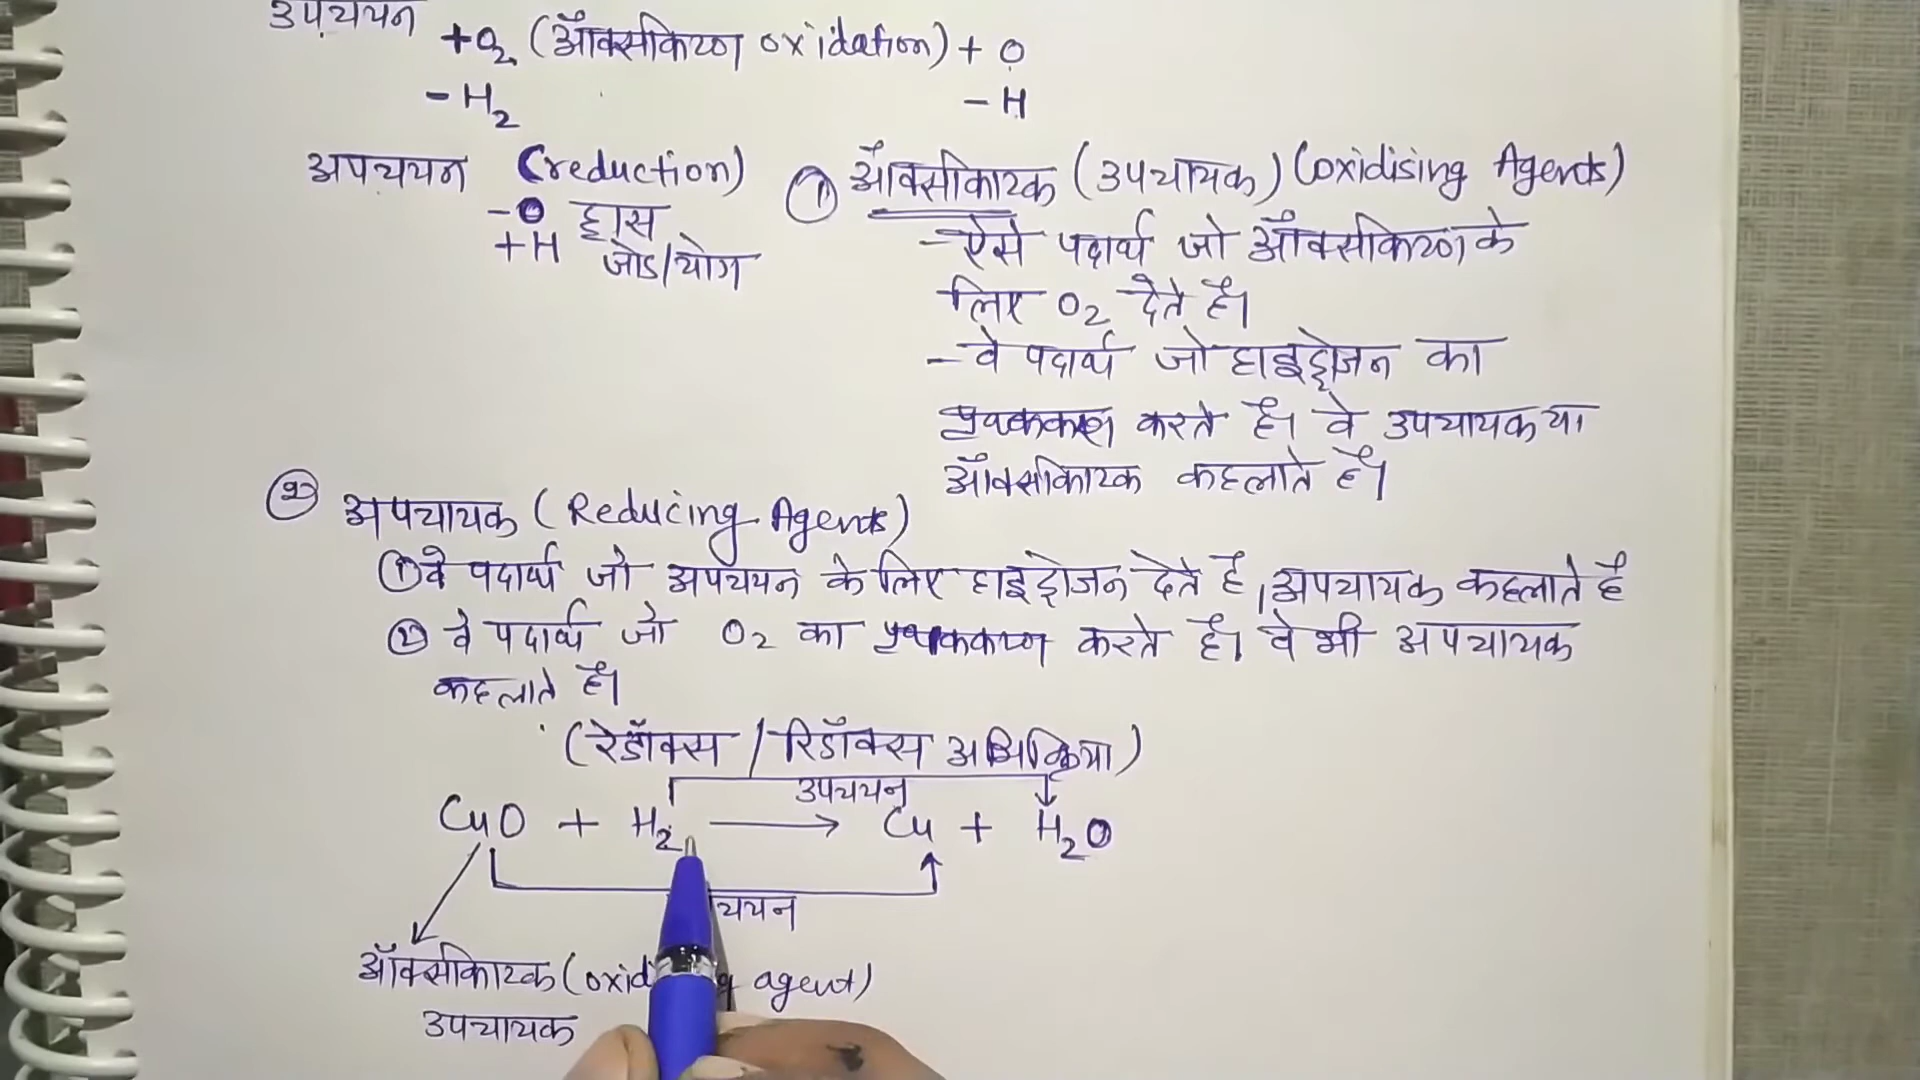 उपचयन +O2 (ऑक्सीकरण oxidation) + O
- H2 - H
अपचयन (reduction)
-O ह्रास
+H जोड/योग
① ऑक्सीकारक (उपचायक) (oxidising Agents)
- ऐसे पदार्थ जो ऑक्सीकरण के
लिए O2 देते है।
- वे पदार्थ जो हाइड्रोजन का
पृथक्करण करते है। वे उपचायक या
ऑक्सीकारक कहलाते है।
② अपचायक (Reducing Agents)
① वे पदार्थ जो अपचयन के लिए हाइड्रोजन देते है, अपचायक कहलाते है
② वे पदार्थ जो O2 का पृथक्करण करते है। वे भी अपचायक
कहलाते है।
(रेडॉक्स / रिडॉक्स अभिक्रिया)
उपचयन
CuO + H2 ⟶ Cu + H2O
चयन
ऑक्सीकारक ( agent)
उपचायक